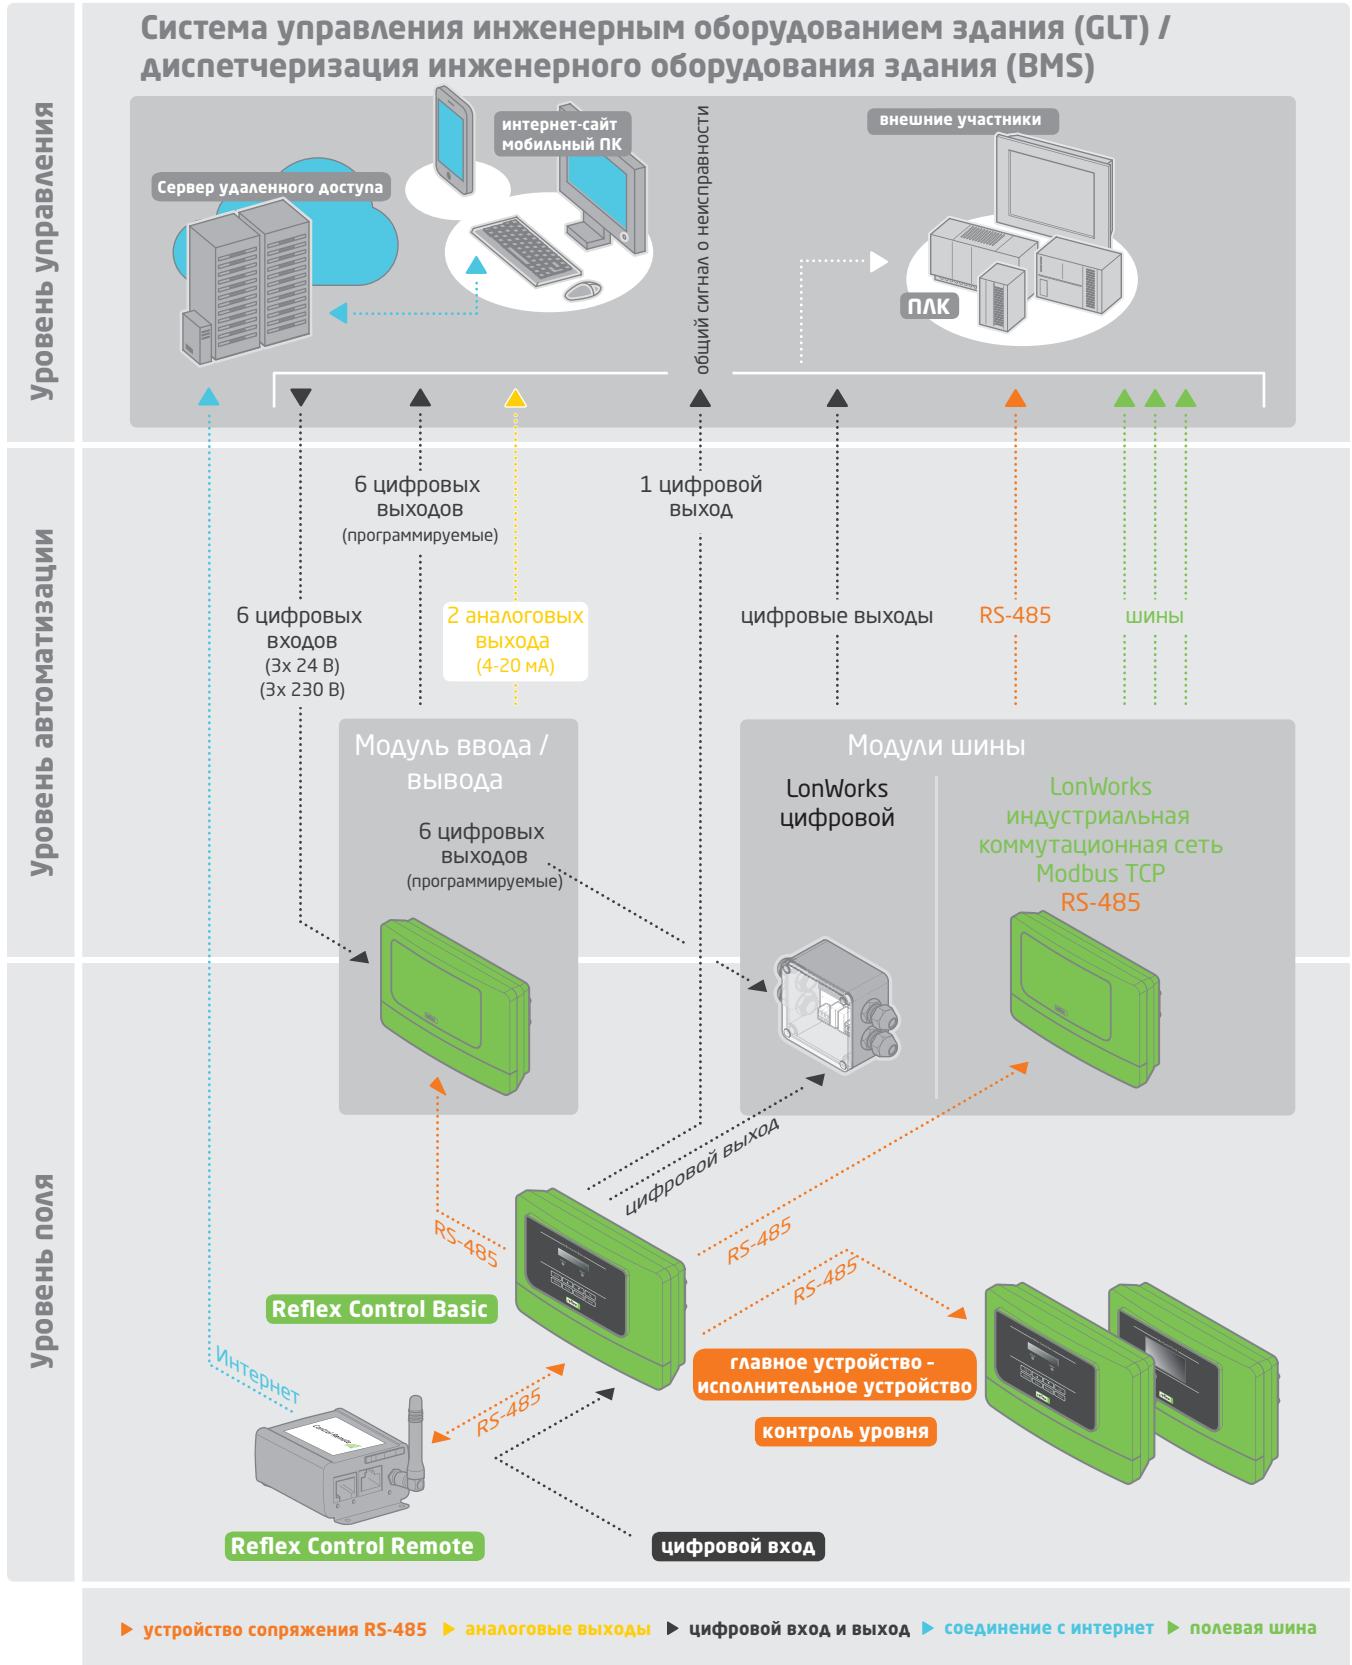 Система управления инженерным оборудованием здания (GLT) /
диспетчеризация инженерного оборудования здания (BMS)
Уровень управления
интернет-сайт
мобильный ПК
Сервер удаленного доступа
общий сигнал о неисправности
внешние участники
ПЛК
Уровень автоматизации
6 цифровых
выходов
(программируемые)
1 цифровой
выход
6 цифровых
входов
(3x 24 В)
(3x 230 В)
2 аналоговых
выхода
(4-20 мА)
цифровые выходы
RS-485
шины
Модуль ввода /
вывода
6 цифровых
выходов
(программируемые)
Модули шины
LonWorks
цифровой
LonWorks
индустриальная
коммутационная сеть
Modbus TCP
RS-485
Уровень поля
цифровой выход
RS-485
RS-485
RS-485
Reflex Control Basic
главное устройство -
исполнительное устройство
контроль уровня
Интернет
RS-485
Control Remote
Reflex Control Remote
цифровой вход
устройство сопряжения RS-485
аналоговые выходы
цифровой вход и выход
соединение с интернет
полевая шина